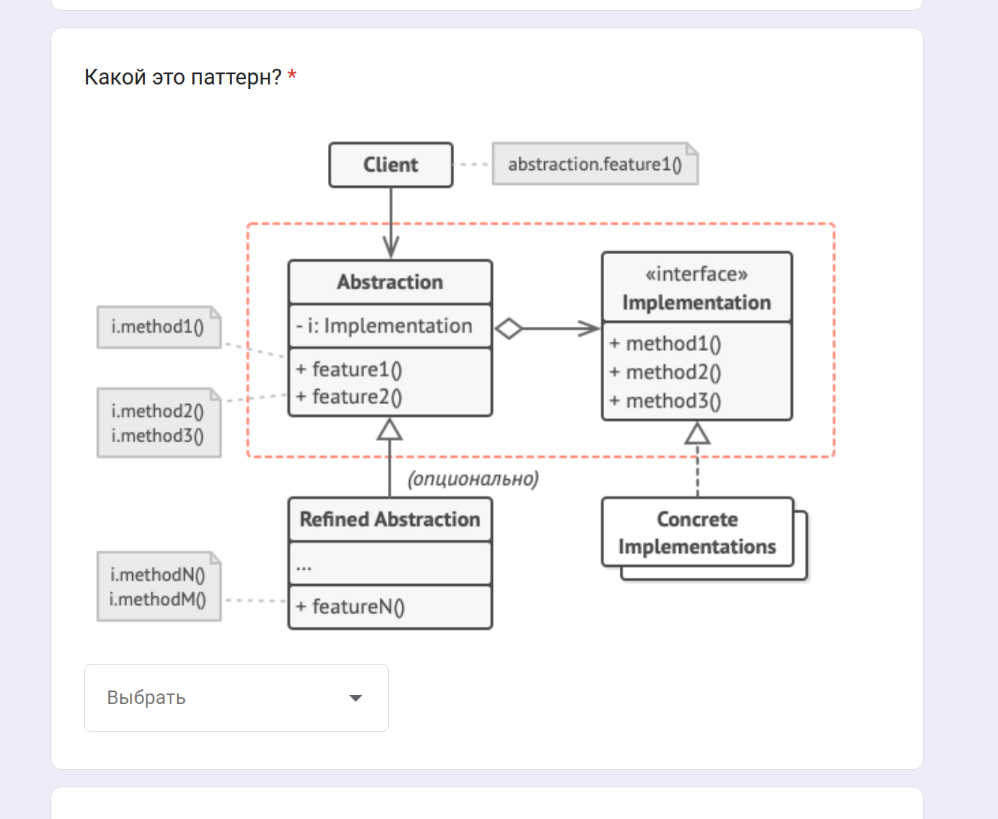 Какой это паттерн? *
Client
abstraction.feature1()
Abstraction
- i: Implementation
+ feature1()
+ feature2()
«interface»
Implementation
+ method1()
+ method2()
+ method3()
i.method1()
i.method2()
i.method3()
(опционально)
Refined Abstraction
...
+ featureN()
Concrete
Implementations
i.methodN()
i.methodM()
Выбрать